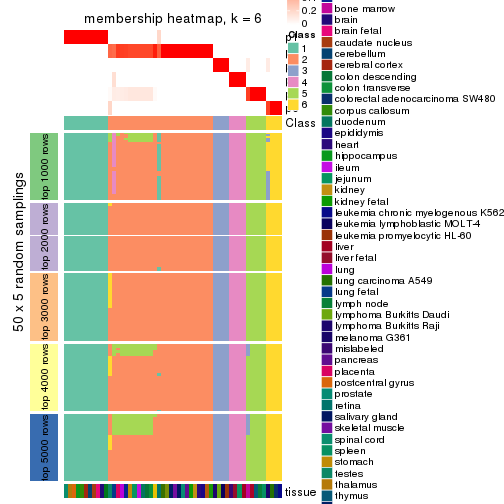 membership heatmap, k = 6
50 x 5 random samplings
top 1000 rows
top 2000 rows
top 3000 rows
top 4000 rows
top 5000 rows
Class
tissue
0.2
0
Class
1
2
3
4
5
6
bone marrow
brain
brain fetal
caudate nucleus
cerebellum
cerebral cortex
colon descending
colon transverse
colorectal adenocarcinoma SW480
corpus callosum
duodenum
epididymis
heart
hippocampus
ileum
jejunum
kidney
kidney fetal
leukemia chronic myelogenous K562
leukemia lymphoblastic MOLT-4
leukemia promyelocytic HL-60
liver
liver fetal
lung
lung carcinoma A549
lung fetal
lymph node
lymphoma Burkitts Daudi
lymphoma Burkitts Raji
melanoma G361
mislabeled
pancreas
placenta
postcentral gyrus
prostate
retina
salivary gland
skeletal muscle
spinal cord
spleen
stomach
testes
thalamus
thymus